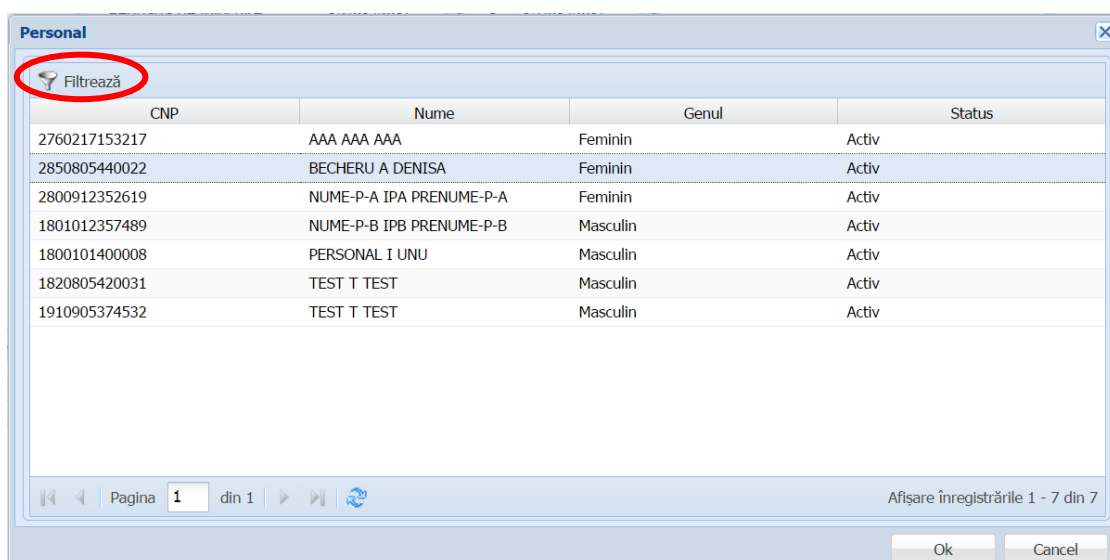 Personal
Filtrează
CNP Nume Genul Status
2760217153217 AAA AAA AAA Feminin Activ
2850805440022 BECHERU A DENISA Feminin Activ
2800912352619 NUME-P-A IPA PRENUME-P-A Feminin Activ
1801012357489 NUME-P-B IPB PRENUME-P-B Masculin Activ
1800101400008 PERSONAL I UNU Masculin Activ
1820805420031 TEST T TEST Masculin Activ
1910905374532 TEST T TEST Masculin Activ
Pagina 1 din 1 Afișare înregistrările 1 - 7 din 7
Ok Cancel